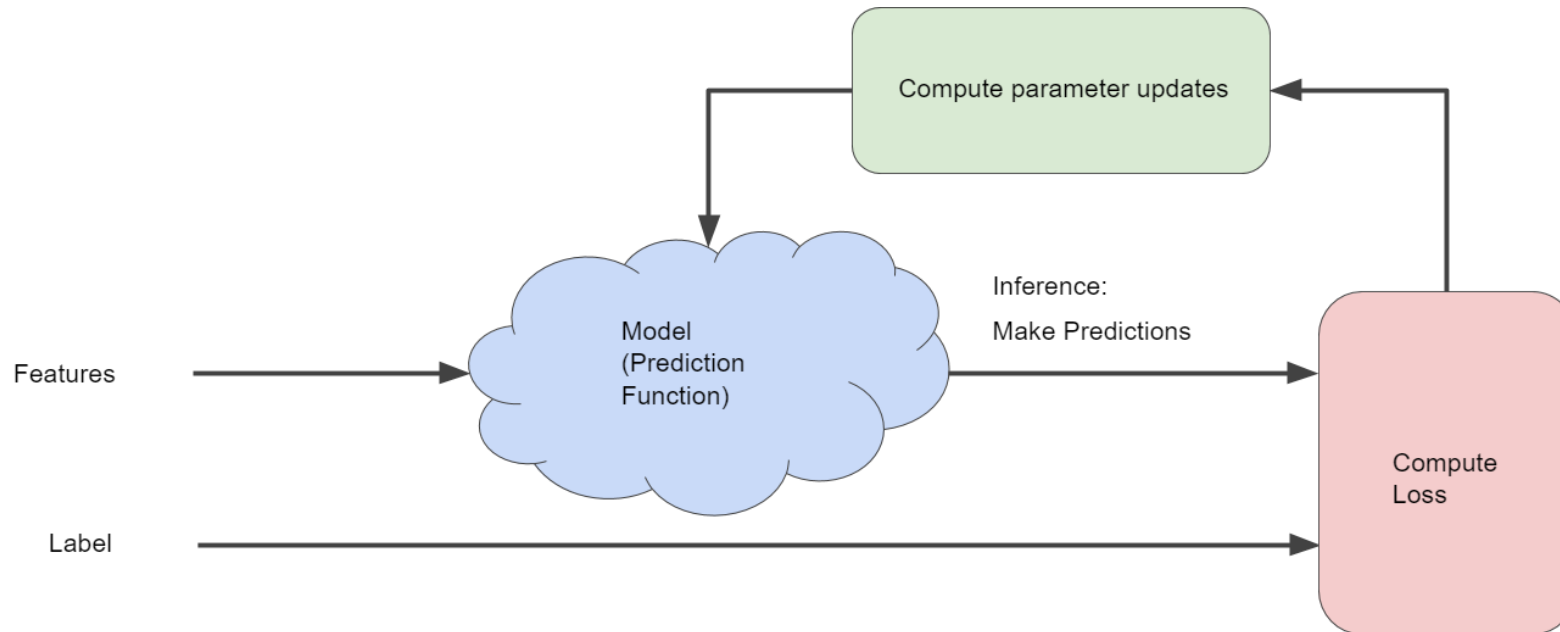 Compute parameter updates
Inference:
Make Predictions
Model
(Prediction
Function)
Features
Compute
Loss
Label